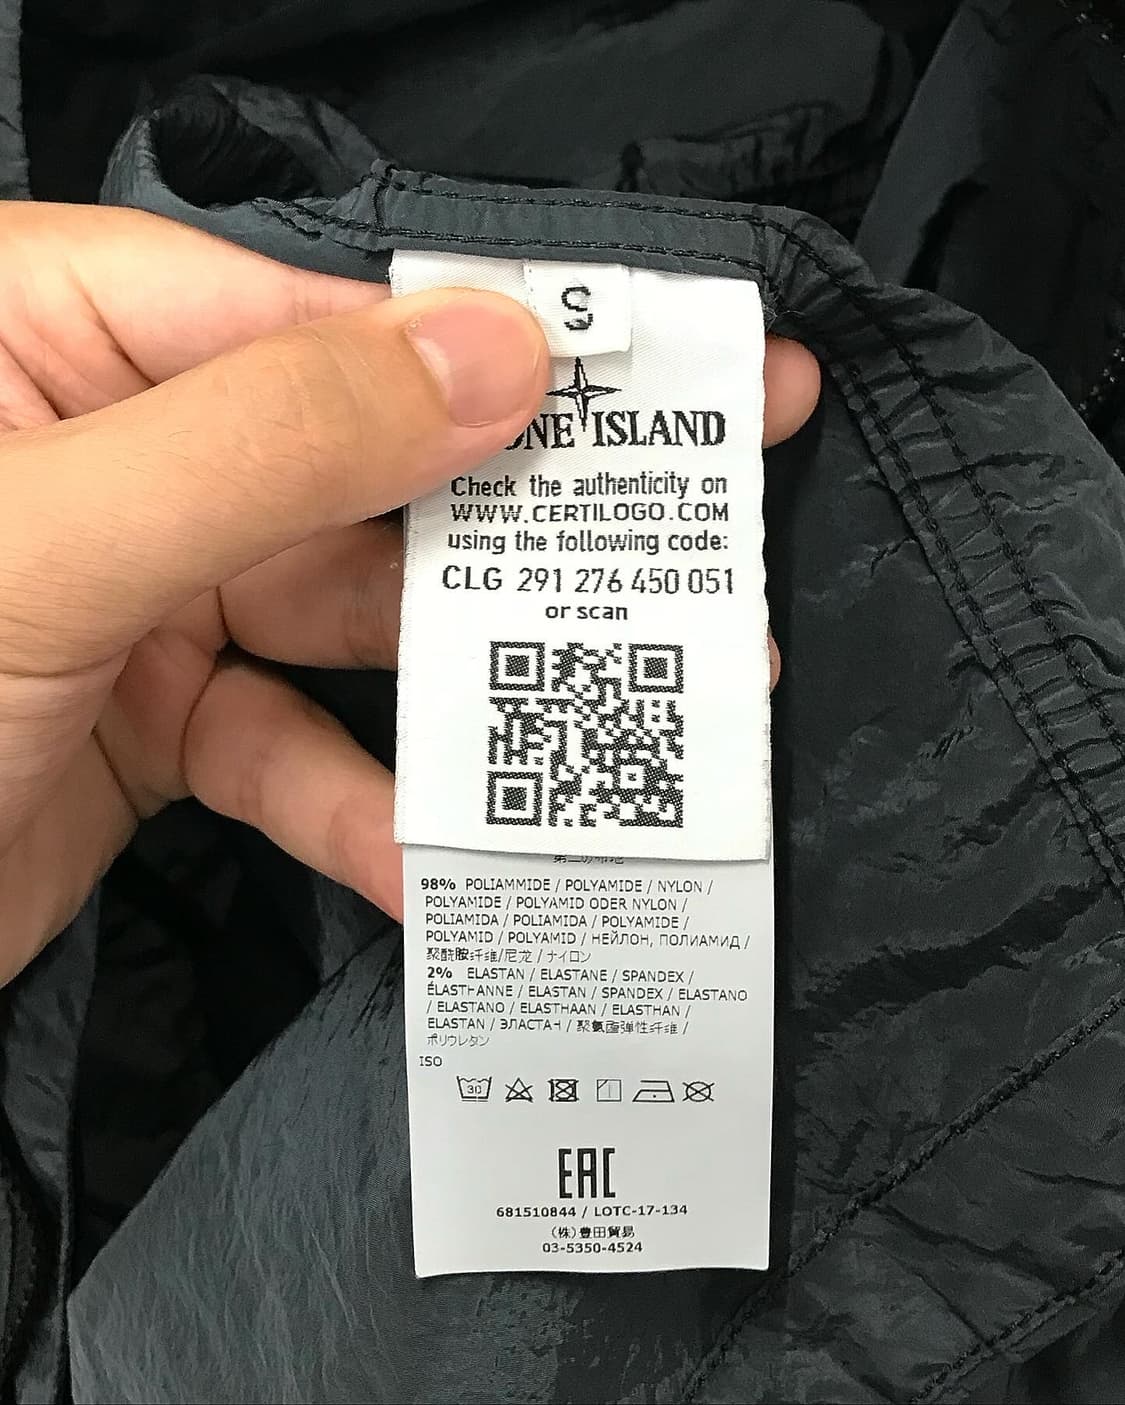 S
ONE ISLAND
Check the authenticity on
WWW.CERTILOGO.COM
using the following code:
CLG 291 276 450 051
or scan
98% POLIAMMIDE / POLYAMIDE / NYLON /
POLYAMIDE / POLYAMID ODER NYLON /
POLIAMIDA / POLIAMIDA / POLYAMIDE /
POLYAMID / POLYAMID / НЕЙЛОН, ПОЛИАМИД /
聚酰胺纤维/尼龙 / ナイロン
2% ELASTAN / ELASTANE / SPANDEX /
ÉLASTHANNE / ELASTAN / SPANDEX / ELASTANO
/ ELASTANO / ELASTHAAN / ELASTHAN /
ELASTAN / ЭЛАСТАН / 聚氨酯弹性纤维 /
ポリウレタン
ISO
30
EAC
681510844 / LOTC-17-134
(株)豊田貿易
03-5350-4524